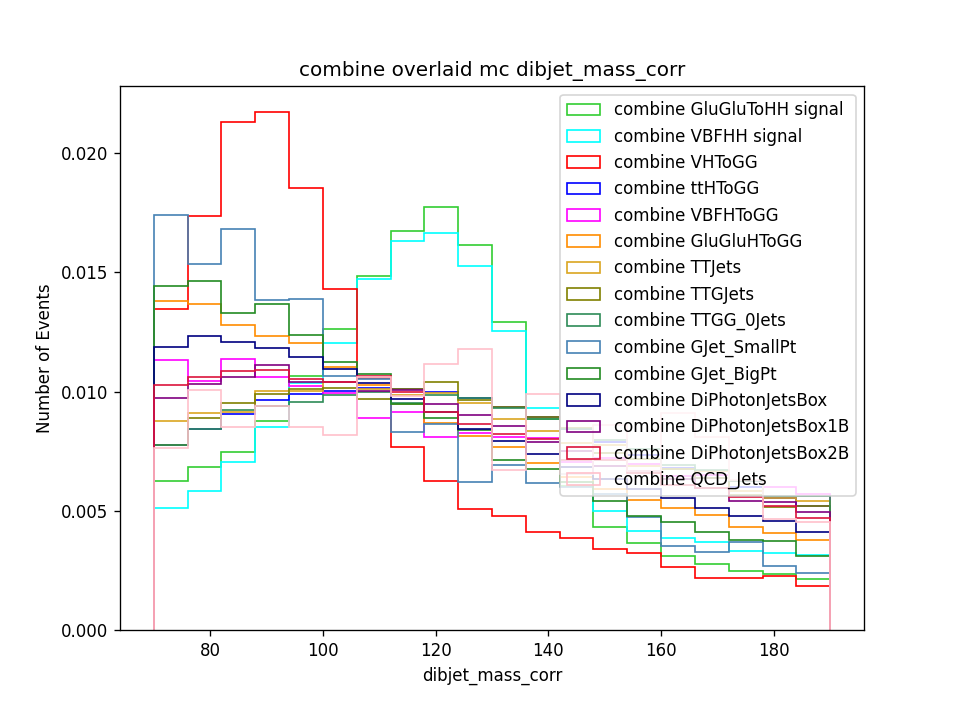 combine overlaid mc dibjet_mass_corr
combine GluGluToHH signal
combine VBFHH signal
combine VHToGG
combine ttHToGG
combine VBFHToGG
combine GluGluHToGG
combine TTJets
combine TTGJets
combine TTGG_0Jets
combine GJet_SmallPt
combine GJet_BigPt
combine DiPhotonJetsBox
combine DiPhotonJetsBox1B
combine DiPhotonJetsBox2B
combine QCD_Jets
Number of Events
0.020
0.015
0.010
0.005
0.000
80 100 120 140 160 180
dibjet_mass_corr